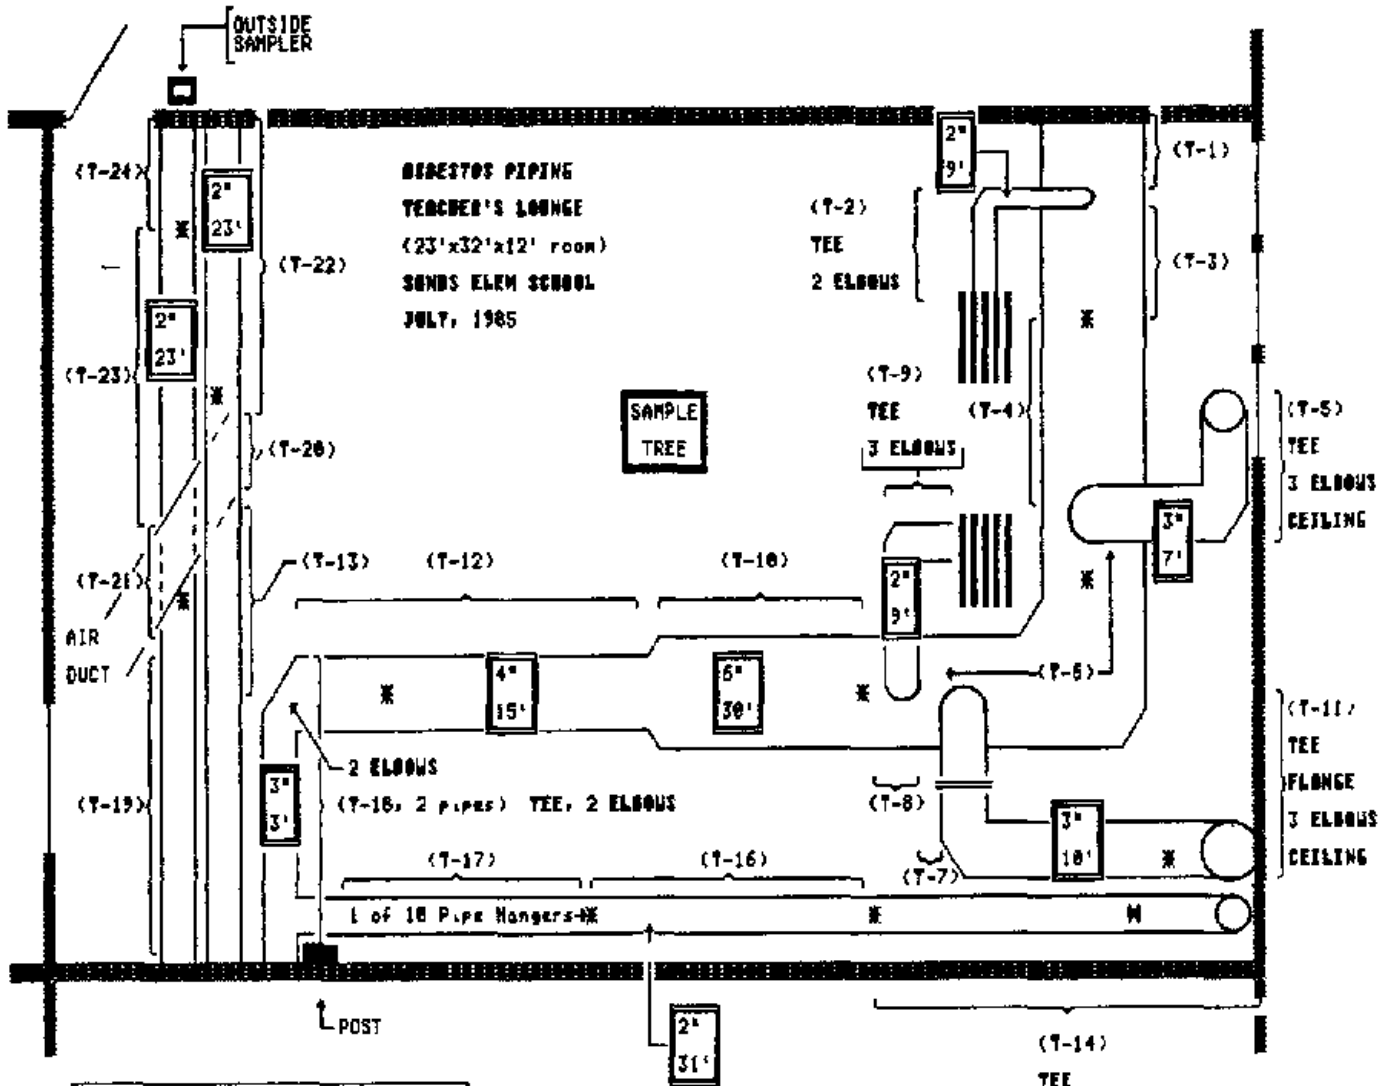 OUTSIDE
SAMPLER
ASBESTOS PIPING
TEACHER'S LOUNGE
(23'x32'x12' room)
SANDS ELEM SCHOOL
JULY, 1985
(T-24)
2"
23'
(T-22)
2"
23'
(T-23)
(T-20)
(T-21)
(T-13)
AIR
DUCT
(T-19)
2"
9'
(T-1)
(T-2)
TEE
2 ELBOWS
(T-3)
(T-9)
TEE
3 ELBOWS
(T-4)
SAMPLE
TREE
(T-5)
TEE
3 ELBOWS
CEILING
3"
7'
(T-12)
(T-10)
2"
9'
4"
15'
6"
30'
(T-6)
(T-11)
TEE
FLANGE
3 ELBOWS
CEILING
2 ELBOWS
3"
3'
(T-18, 2 pipes) TEE, 2 ELBOWS
(T-8)
3"
10'
(T-7)
(T-17)
(T-16)
1 of 10 Pipe Hangers
POST
2"
31'
(T-14)
TEE